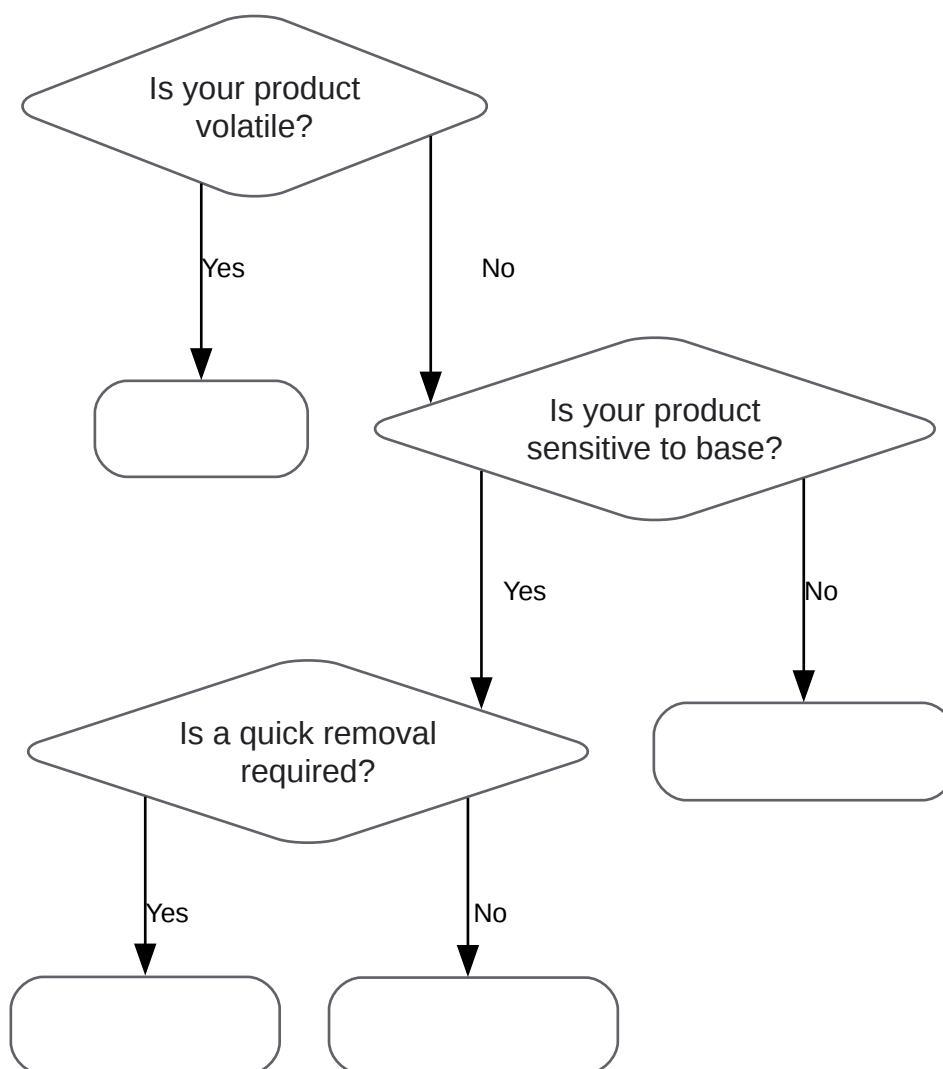 Is your product
volatile?
Yes
No
Is your product
sensitive to base?
Yes
No
Is a quick removal
required?
Yes
No